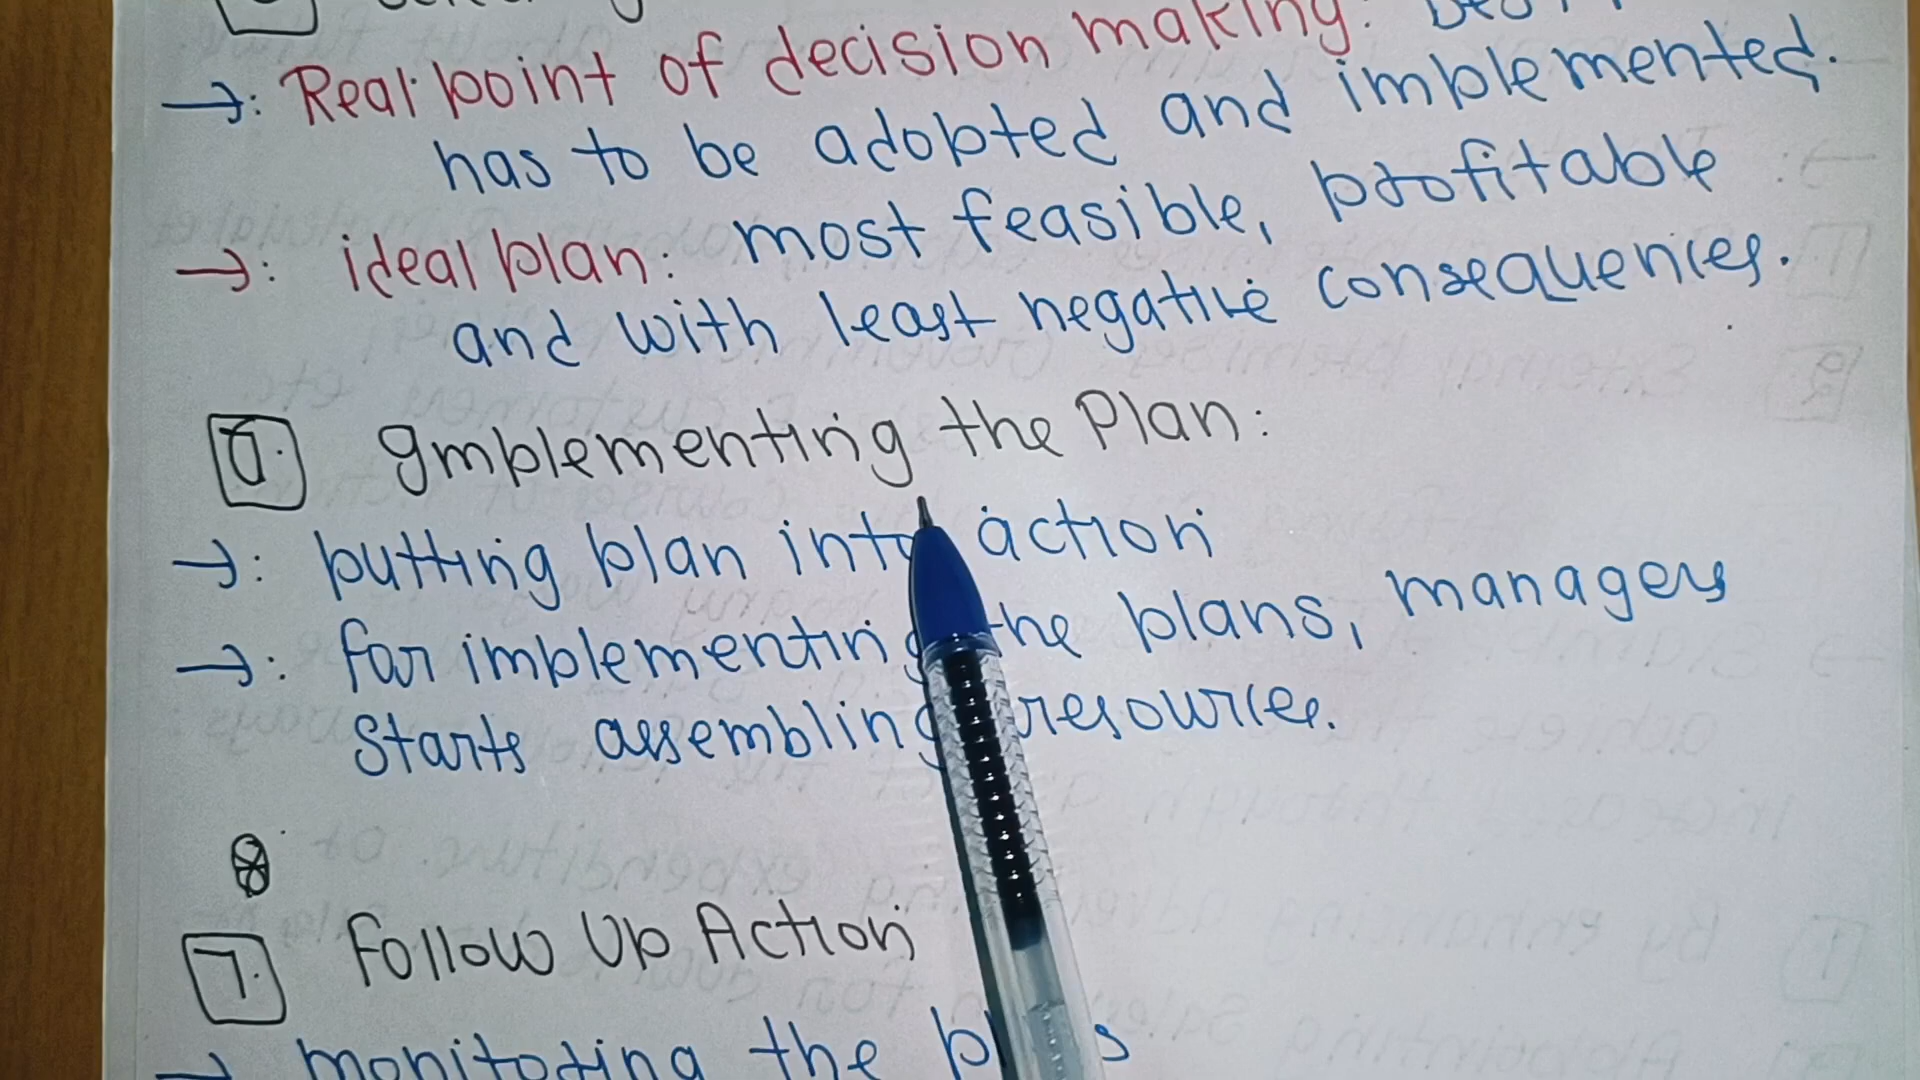 →: Real point of decision making:
has to be adopted and implemented.
→: ideal plan: most feasible, profitable
and with least negative consequences.
6. Implementing the Plan:
→: putting plan into action
→: for implementing the plans, managers
starts assembling resources.
7. Follow Up Action
→ monitoring the